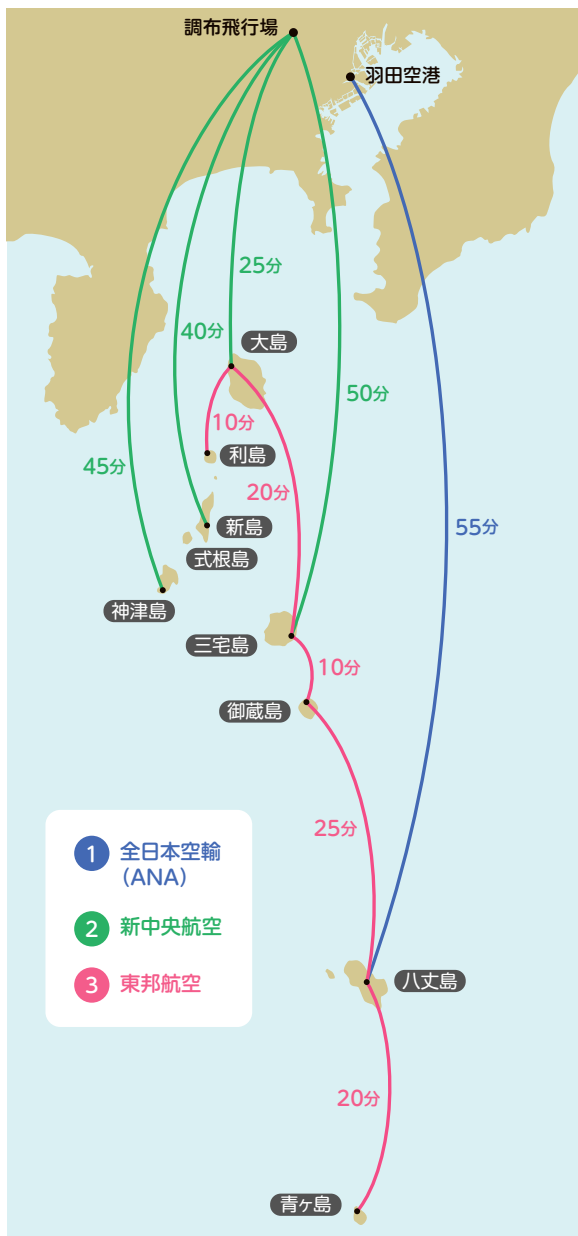 調布飛行場
羽田空港
25分
40分
大島
50分
10分
利島
45分
20分
新島
55分
式根島
神津島
三宅島
10分
御蔵島
25分
1 全日本空輸
(ANA)
2 新中央航空
3 東邦航空
八丈島
20分
青ヶ島